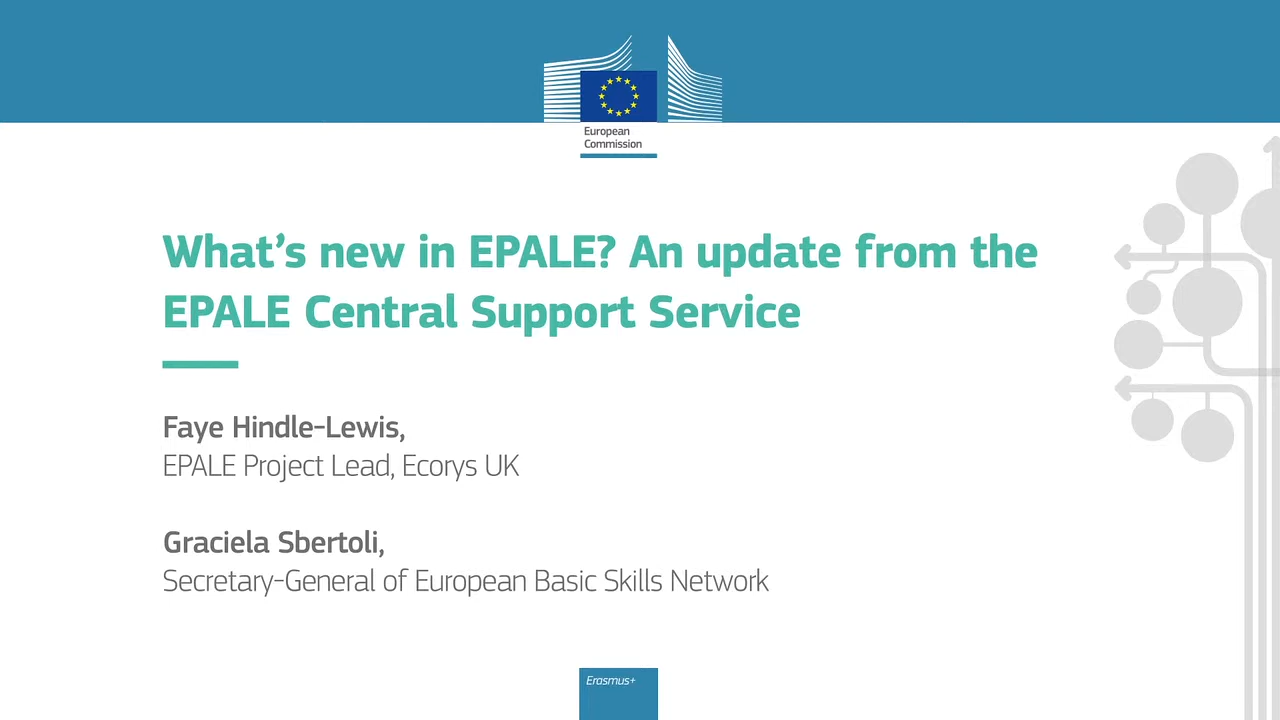 European
Commission
What’s new in EPALE? An update from the
EPALE Central Support Service
Faye Hindle-Lewis,
EPALE Project Lead, Ecorys UK
Graciela Sbertoli,
Secretary-General of European Basic Skills Network
Erasmus+